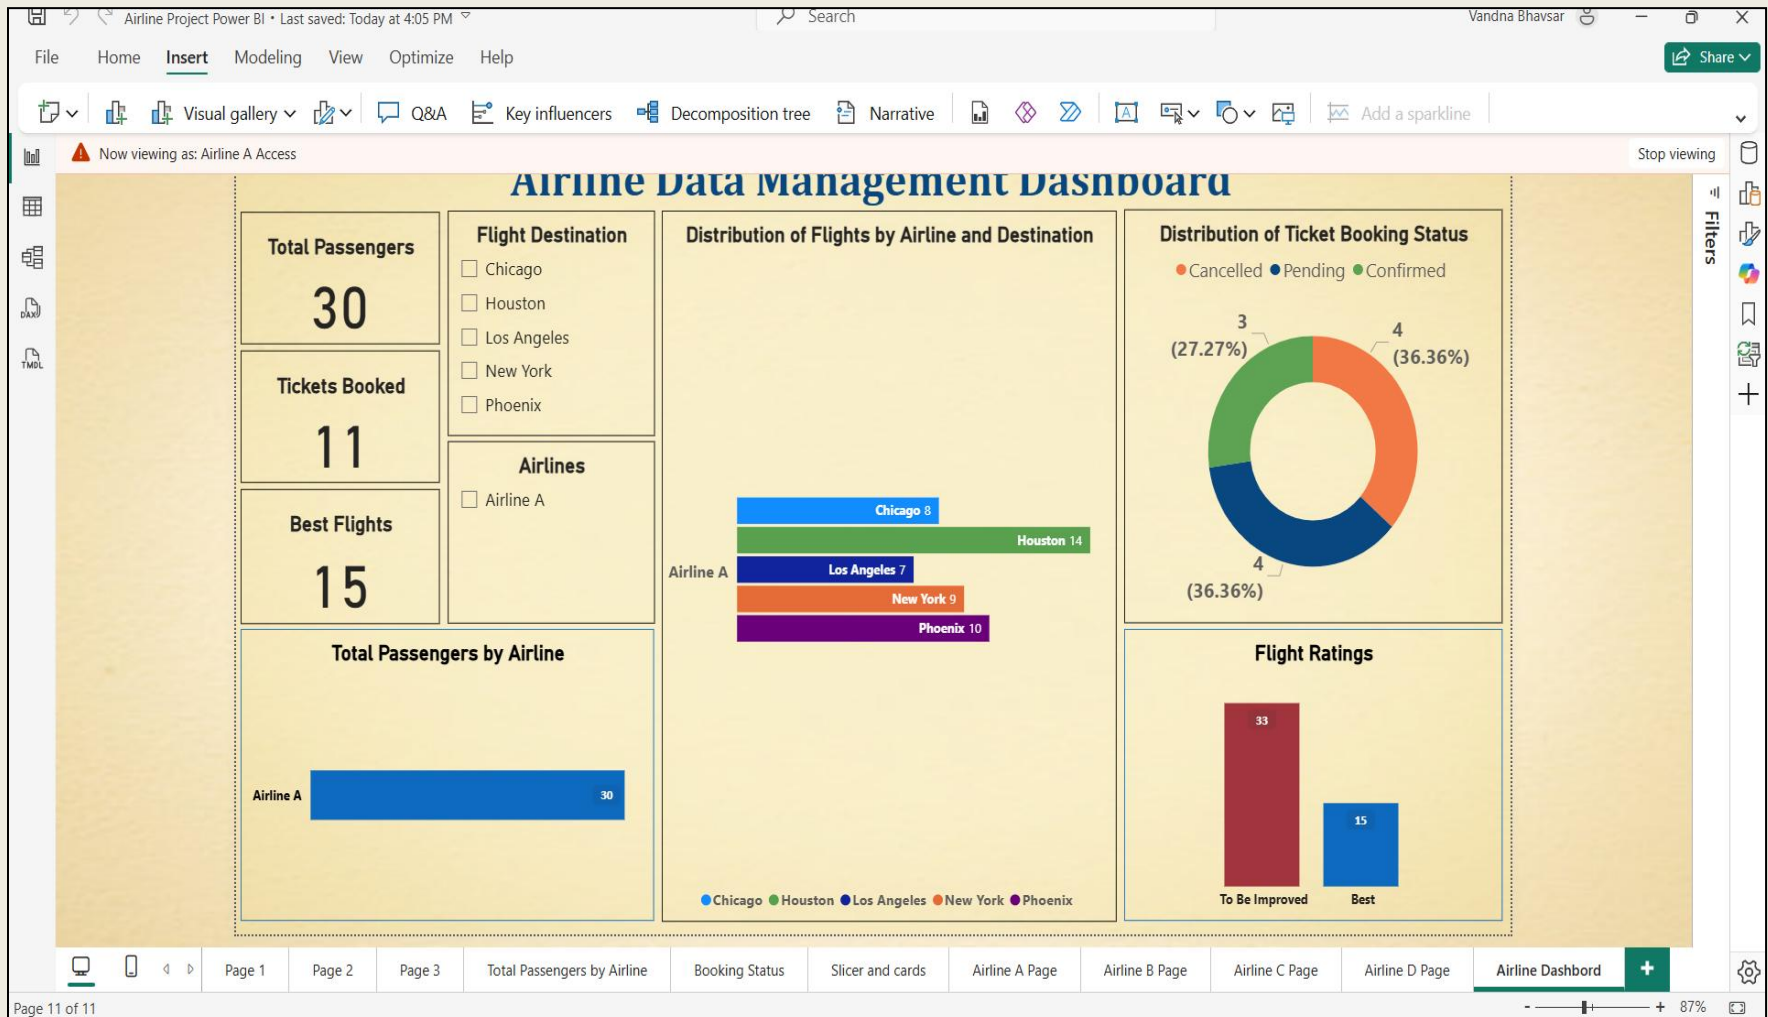 Airline Project Power BI • Last saved: Today at 4:05 PM
Search
Vandna Bhavsar
File Home Insert Modeling View Optimize Help
Share
Visual gallery
Q&A
Key influencers
Decomposition tree
Narrative
Add a sparkline
Now viewing as: Airline A Access
Stop viewing
Airline Data Management Dashboard
Filters
DAX
TMDL
Total Passengers
30
Tickets Booked
11
Best Flights
15
Flight Destination
Chicago
Houston
Los Angeles
New York
Phoenix
Airlines
Airline A
Distribution of Flights by Airline and Destination
Airline A
Chicago 8
Houston 14
Los Angeles 7
New York 9
Phoenix 10
Chicago Houston Los Angeles New York Phoenix
Distribution of Ticket Booking Status
Cancelled Pending Confirmed
3
(27.27%)
4
(36.36%)
4
(36.36%)
Total Passengers by Airline
Airline A
30
Flight Ratings
33
15
To Be Improved
Best
Page 1
Page 2
Page 3
Total Passengers by Airline
Booking Status
Slicer and cards
Airline A Page
Airline B Page
Airline C Page
Airline D Page
Airline Dashbord
Page 11 of 11
- + 87%